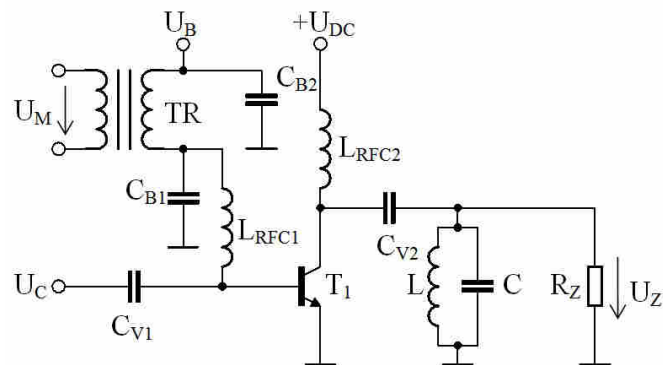 U_B
+U_DC
C_B2
U_M
TR
L_RFC2
C_B1
L_RFC1
C_V2
U_C
T_1
L
C
R_Z
U_Z
C_V1